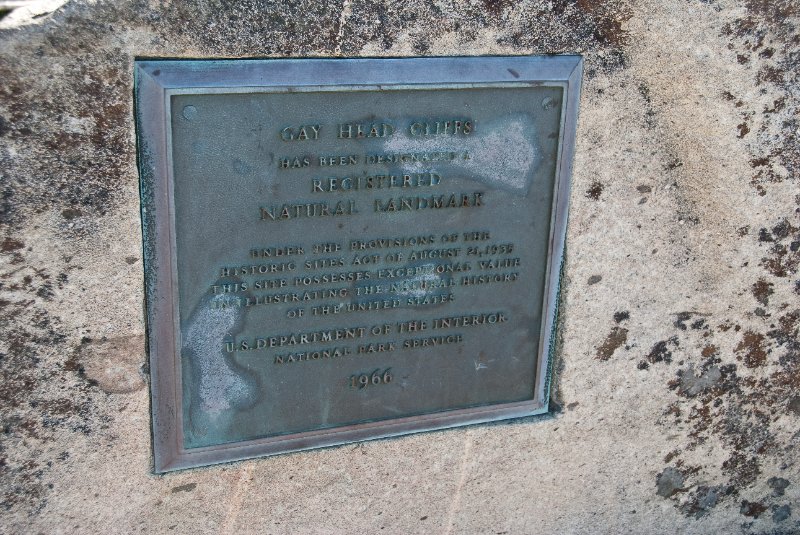 GAY HEAD CLIFFS
HAS BEEN DESIGNATED A
REGISTERED
NATURAL LANDMARK
UNDER THE PROVISIONS OF THE
HISTORIC SITES ACT OF AUGUST 21, 1935
THIS SITE POSSESSES EXCEPTIONAL VALUE
IN ILLUSTRATING THE NATURAL HISTORY
OF THE UNITED STATES
U.S. DEPARTMENT OF THE INTERIOR
NATIONAL PARK SERVICE
1966